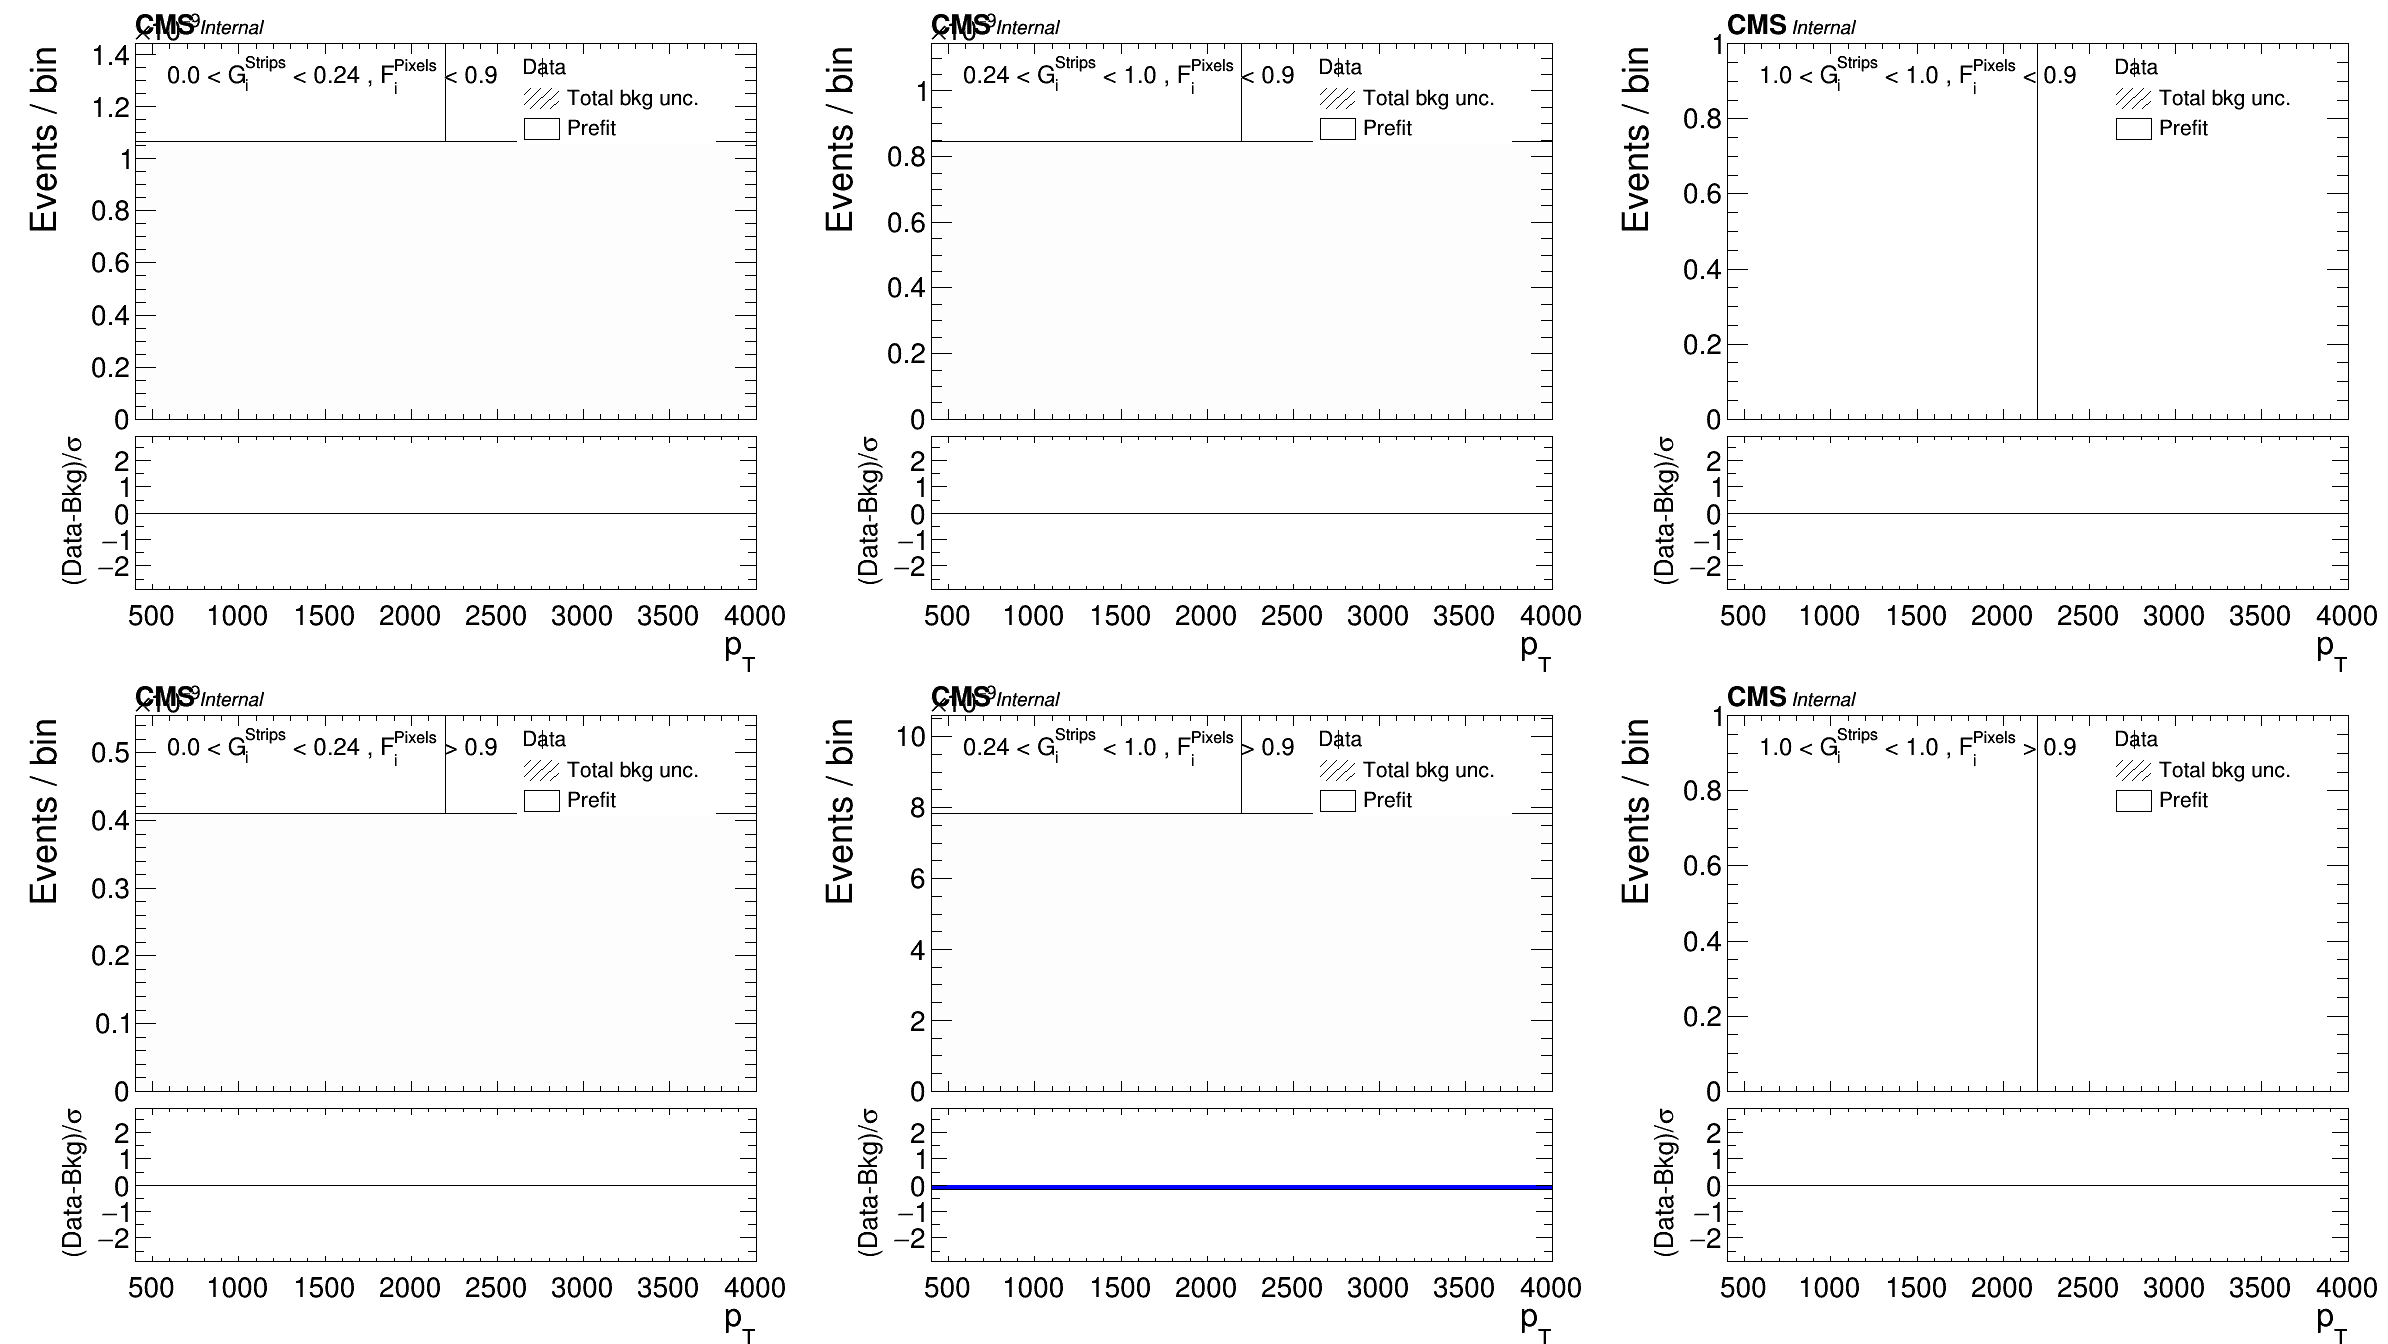 CMS Internal
×10⁹
Events / bin
0.0 < G_i^Strips < 0.24 , F_i^Pixels < 0.9
Data
Total bkg unc.
Prefit
1.4
1.2
1
0.8
0.6
0.4
0.2
0
(Data-Bkg)/σ
2
1
0
−1
−2
500 1000 1500 2000 2500 3000 3500 4000
p_T
CMS Internal
×10⁹
Events / bin
0.24 < G_i^Strips < 1.0 , F_i^Pixels < 0.9
Data
Total bkg unc.
Prefit
1
0.8
0.6
0.4
0.2
0
(Data-Bkg)/σ
2
1
0
−1
−2
500 1000 1500 2000 2500 3000 3500 4000
p_T
CMS Internal
Events / bin
1.0 < G_i^Strips < 1.0 , F_i^Pixels < 0.9
Data
Total bkg unc.
Prefit
1
0.8
0.6
0.4
0.2
0
(Data-Bkg)/σ
2
1
0
−1
−2
500 1000 1500 2000 2500 3000 3500 4000
p_T
CMS Internal
×10⁹
Events / bin
0.0 < G_i^Strips < 0.24 , F_i^Pixels > 0.9
Data
Total bkg unc.
Prefit
0.5
0.4
0.3
0.2
0.1
0
(Data-Bkg)/σ
2
1
0
−1
−2
500 1000 1500 2000 2500 3000 3500 4000
p_T
CMS Internal
×10⁹
Events / bin
0.24 < G_i^Strips < 1.0 , F_i^Pixels > 0.9
Data
Total bkg unc.
Prefit
10
8
6
4
2
0
(Data-Bkg)/σ
2
1
0
−1
−2
500 1000 1500 2000 2500 3000 3500 4000
p_T
CMS Internal
Events / bin
1.0 < G_i^Strips < 1.0 , F_i^Pixels > 0.9
Data
Total bkg unc.
Prefit
1
0.8
0.6
0.4
0.2
0
(Data-Bkg)/σ
2
1
0
−1
−2
500 1000 1500 2000 2500 3000 3500 4000
p_T